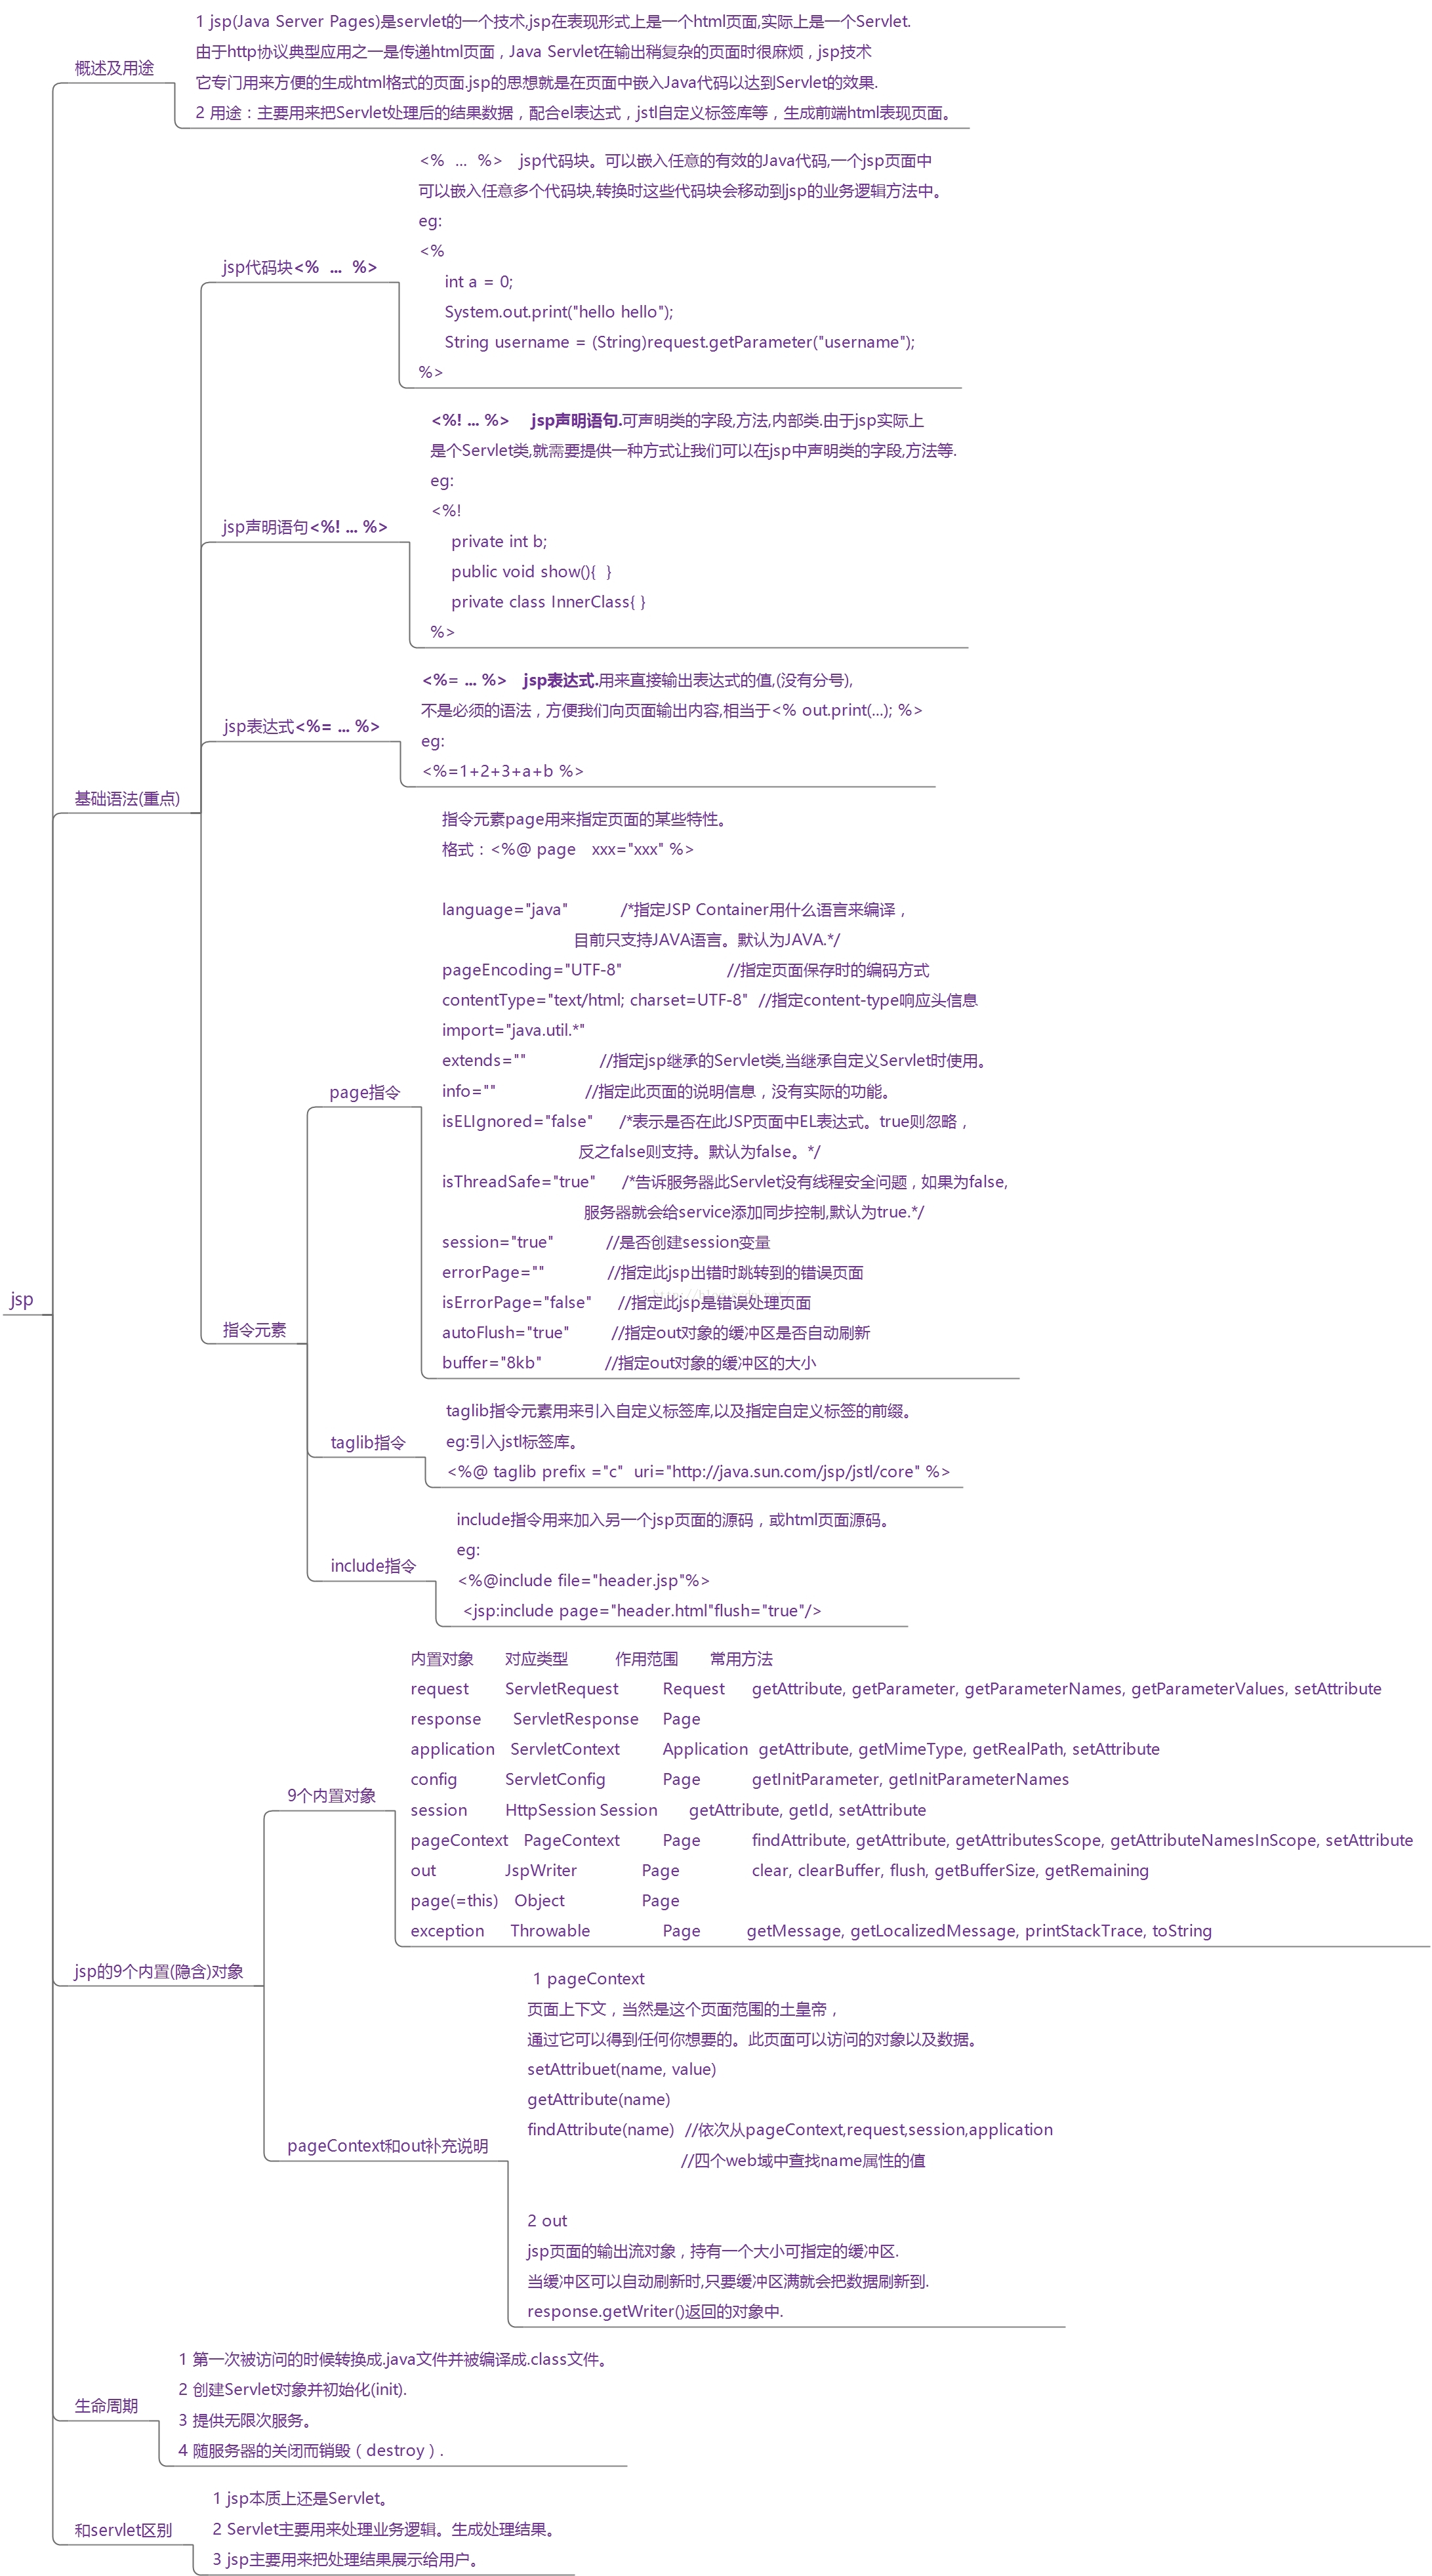 jsp
概述及用途
1 jsp(Java Server Pages)是servlet的一个技术,jsp在表现形式上是一个html页面,实际上是一个Servlet.
由于http协议典型应用之一是传递html页面，Java Servlet在输出稍复杂的页面时很麻烦，jsp技术
它专门用来方便的生成html格式的页面.jsp的思想就是在页面中嵌入Java代码以达到Servlet的效果.
2 用途：主要用来把Servlet处理后的结果数据，配合el表达式，jstl自定义标签库等，生成前端html表现页面。
基础语法(重点)
jsp代码块<% ... %>
<% ... %> jsp代码块。可以嵌入任意的有效的Java代码,一个jsp页面中
可以嵌入任意多个代码块,转换时这些代码块会移动到jsp的业务逻辑方法中。
eg:
<%
int a = 0;
System.out.print("hello hello");
String username = (String)request.getParameter("username");
%>
jsp声明语句<%! ... %>
<%! ... %> jsp声明语句.可声明类的字段,方法,内部类.由于jsp实际上
是个Servlet类,就需要提供一种方式让我们可以在jsp中声明类的字段,方法等.
eg:
<%!
private int b;
public void show(){ }
private class InnerClass{ }
%>
jsp表达式<%= ... %>
<%= ... %> jsp表达式.用来直接输出表达式的值,(没有分号),
不是必须的语法，方便我们向页面输出内容,相当于<% out.print(...); %>
eg:
<%=1+2+3+a+b %>
指令元素
page指令
指令元素page用来指定页面的某些特性。
格式：<%@ page xxx="xxx" %>
language="java" /*指定JSP Container用什么语言来编译，
目前只支持JAVA语言。默认为JAVA.*/
pageEncoding="UTF-8" //指定页面保存时的编码方式
contentType="text/html; charset=UTF-8" //指定content-type响应头信息
import="java.util.*"
extends="" //指定jsp继承的Servlet类,当继承自定义Servlet时使用。
info="" //指定此页面的说明信息，没有实际的功能。
isELIgnored="false" /*表示是否在此JSP页面中EL表达式。true则忽略，
反之false则支持。默认为false。*/
isThreadSafe="true" /*告诉服务器此Servlet没有线程安全问题，如果为false,
服务器就会给service添加同步控制,默认为true.*/
session="true" //是否创建session变量
errorPage="" //指定此jsp出错时跳转到的错误页面
isErrorPage="false" //指定此jsp是错误处理页面
autoFlush="true" //指定out对象的缓冲区是否自动刷新
buffer="8kb" //指定out对象的缓冲区的大小
taglib指令
taglib指令元素用来引入自定义标签库,以及指定自定义标签的前缀。
eg:引入jstl标签库。
<%@ taglib prefix ="c" uri="http://java.sun.com/jsp/jstl/core" %>
include指令
include指令用来加入另一个jsp页面的源码，或html页面源码。
eg:
<%@include file="header.jsp"%>
<jsp:include page="header.html"flush="true"/>
jsp的9个内置(隐含)对象
9个内置对象
内置对象 对应类型 作用范围 常用方法
request ServletRequest Request getAttribute, getParameter, getParameterNames, getParameterValues, setAttribute
response ServletResponse Page
application ServletContext Application getAttribute, getMimeType, getRealPath, setAttribute
config ServletConfig Page getInitParameter, getInitParameterNames
session HttpSession Session getAttribute, getId, setAttribute
pageContext PageContext Page findAttribute, getAttribute, getAttributesScope, getAttributeNamesInScope, setAttribute
out JspWriter Page clear, clearBuffer, flush, getBufferSize, getRemaining
page(=this) Object Page
exception Throwable Page getMessage, getLocalizedMessage, printStackTrace, toString
pageContext和out补充说明
1 pageContext
页面上下文，当然是这个页面范围的土皇帝，
通过它可以得到任何你想要的。此页面可以访问的对象以及数据。
setAttribuet(name, value)
getAttribute(name)
findAttribute(name) //依次从pageContext,request,session,application
//四个web域中查找name属性的值
2 out
jsp页面的输出流对象，持有一个大小可指定的缓冲区.
当缓冲区可以自动刷新时,只要缓冲区满就会把数据刷新到.
response.getWriter()返回的对象中.
生命周期
1 第一次被访问的时候转换成.java文件并被编译成.class文件。
2 创建Servlet对象并初始化(init).
3 提供无限次服务。
4 随服务器的关闭而销毁（destroy）.
和servlet区别
1 jsp本质上还是Servlet。
2 Servlet主要用来处理业务逻辑。生成处理结果。
3 jsp主要用来把处理结果展示给用户。